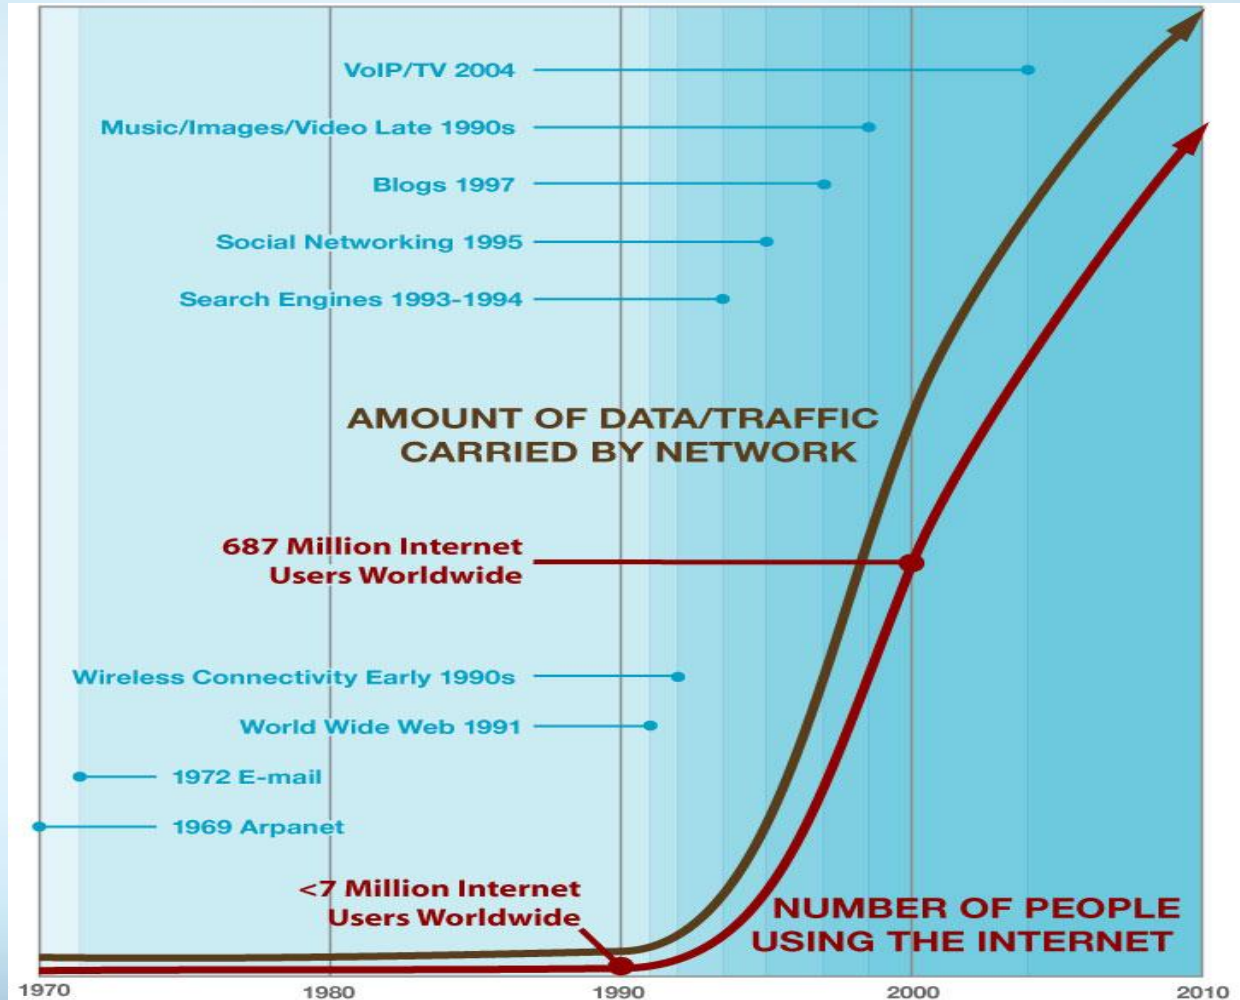 VoIP/TV 2004
Music/Images/Video Late 1990s
Blogs 1997
Social Networking 1995
Search Engines 1993-1994
AMOUNT OF DATA/TRAFFIC
CARRIED BY NETWORK
687 Million Internet
Users Worldwide
Wireless Connectivity Early 1990s
World Wide Web 1991
1972 E-mail
1969 Arpanet
<7 Million Internet
Users Worldwide
NUMBER OF PEOPLE
USING THE INTERNET
1970 1980 1990 2000 2010